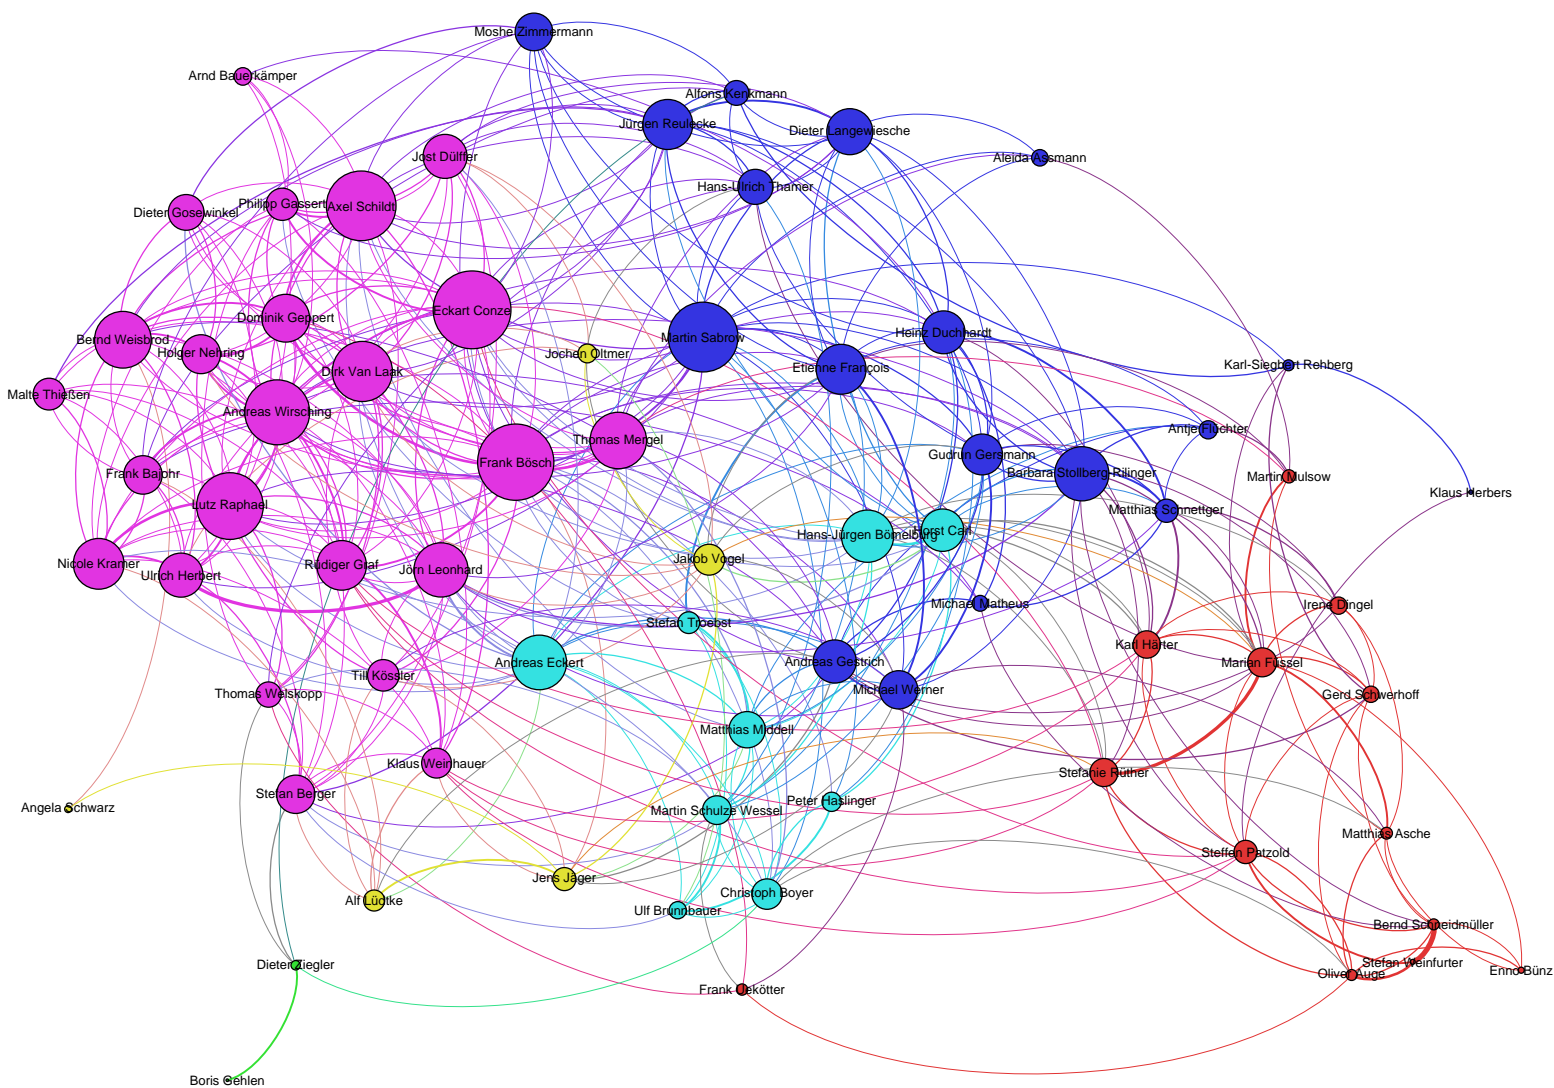 Moshe Zimmermann
Arnd Bauerkämper
Alfons Kenkmann
Jürgen Reulecke
Dieter Langewiesche
Jost Dülffer
Aleida Assmann
Hans-Ulrich Thamer
Philipp Gassert
Axel Schildt
Dieter Gosewinkel
Eckart Conze
Dominik Geppert
Bernd Weisbrod
Holger Nehring
Martin Sabrow
Heinz Duchhardt
Jochen Oltmer
Etienne François
Karl-Siegbert Rehberg
Dirk Van Laak
Malte Thießen
Andreas Wirsching
Thomas Mergel
Antje Flüchter
Gudrun Gersmann
Frank Bösch
Barbara Stollberg-Rilinger
Frank Bajohr
Martin Mulsow
Klaus Herbers
Lutz Raphael
Matthias Schnettger
Hans-Jürgen Bömelburg
Horst Carl
Jakob Vogel
Nicole Kramer
Ulrich Herbert
Rüdiger Graf
Jörn Leonhard
Michael Matheus
Irene Dingel
Stefan Troebst
Karl Härter
Andreas Eckert
Andreas Gestrich
Marian Füssel
Till Kössler
Thomas Welskopp
Michael Werner
Gerd Schwerhoff
Matthias Middell
Klaus Weinhauer
Stefanie Rüther
Stefan Berger
Angela Schwarz
Martin Schulze Wessel
Peter Haslinger
Matthias Asche
Steffen Patzold
Jens Jäger
Christoph Boyer
Alf Lüdtke
Ulf Brunnbauer
Bernd Schneidmüller
Dieter Ziegler
Stefan Weinfurter
Oliver Auge
Enno Bünz
Frank Uekötter
Boris Gehlen